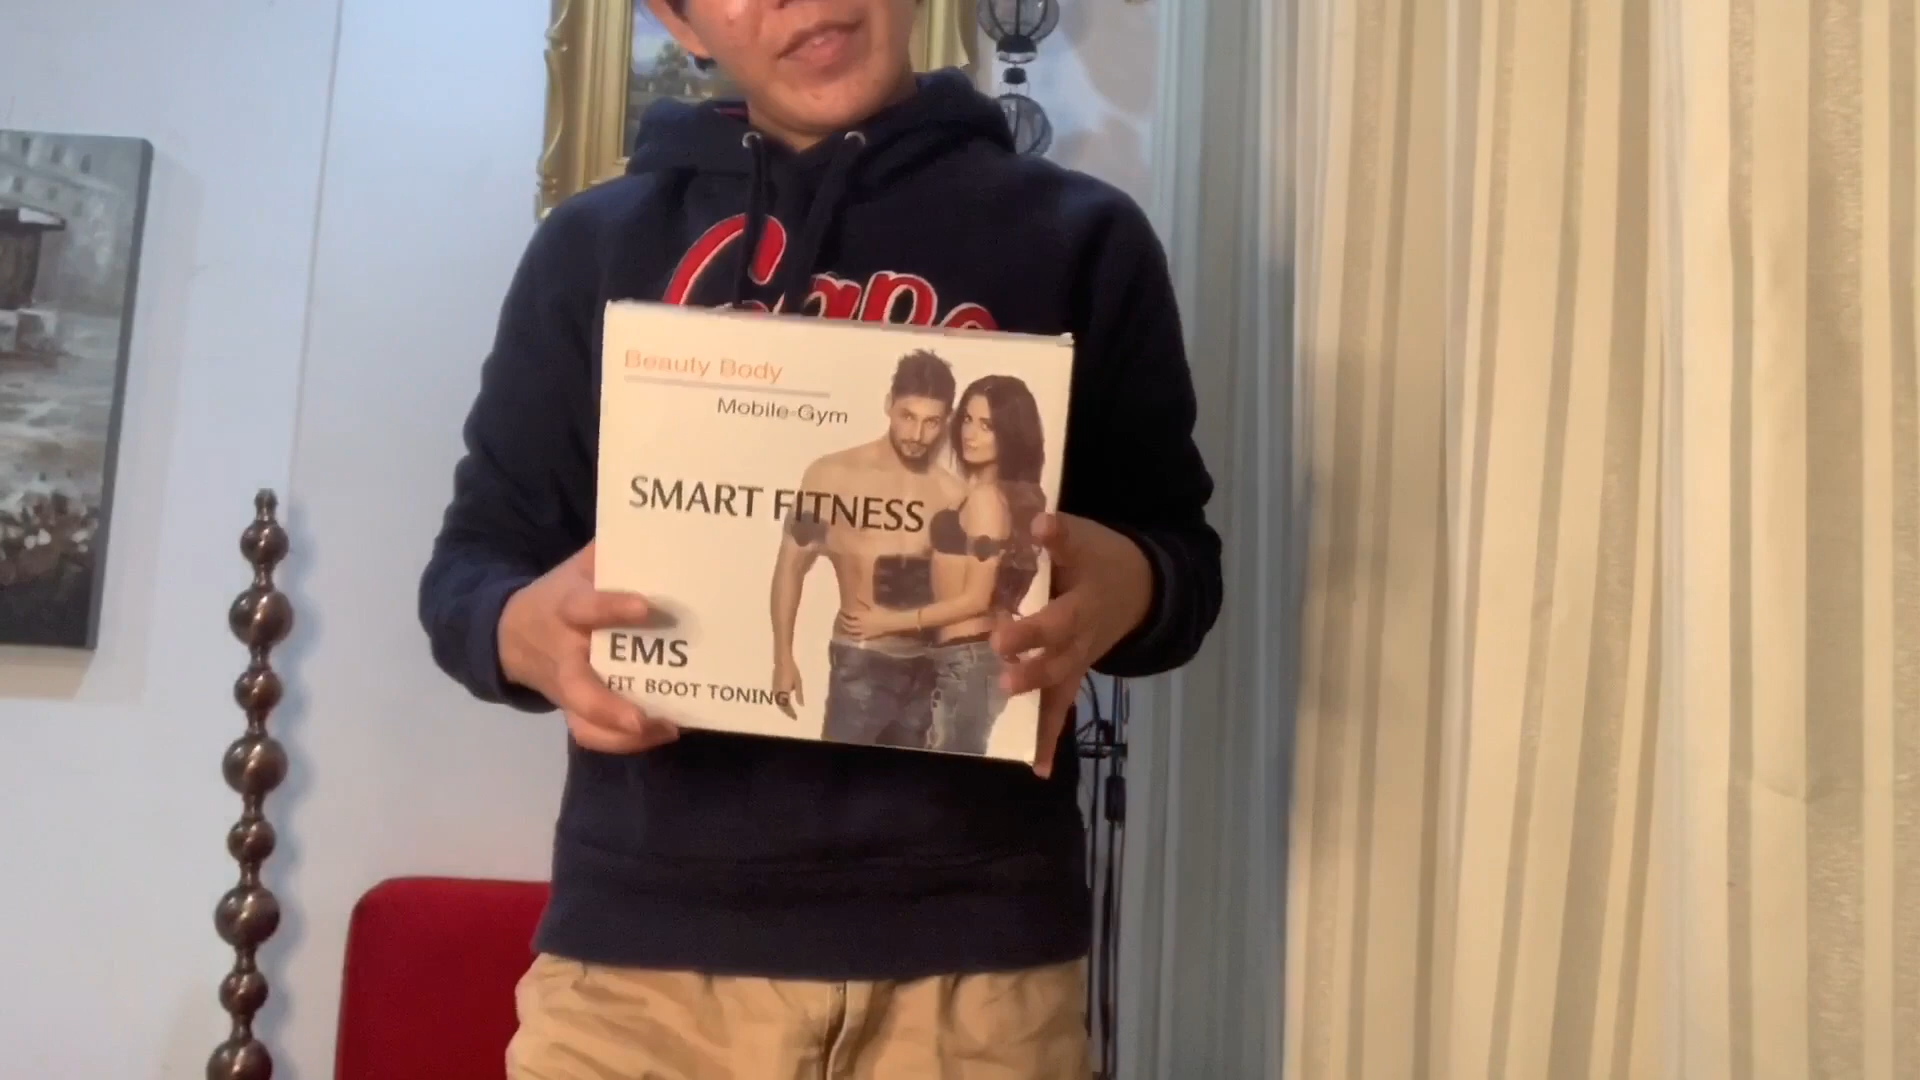 Beauty Body
Mobile-Gym
SMART FITNESS
EMS
FIT BOOT TONING